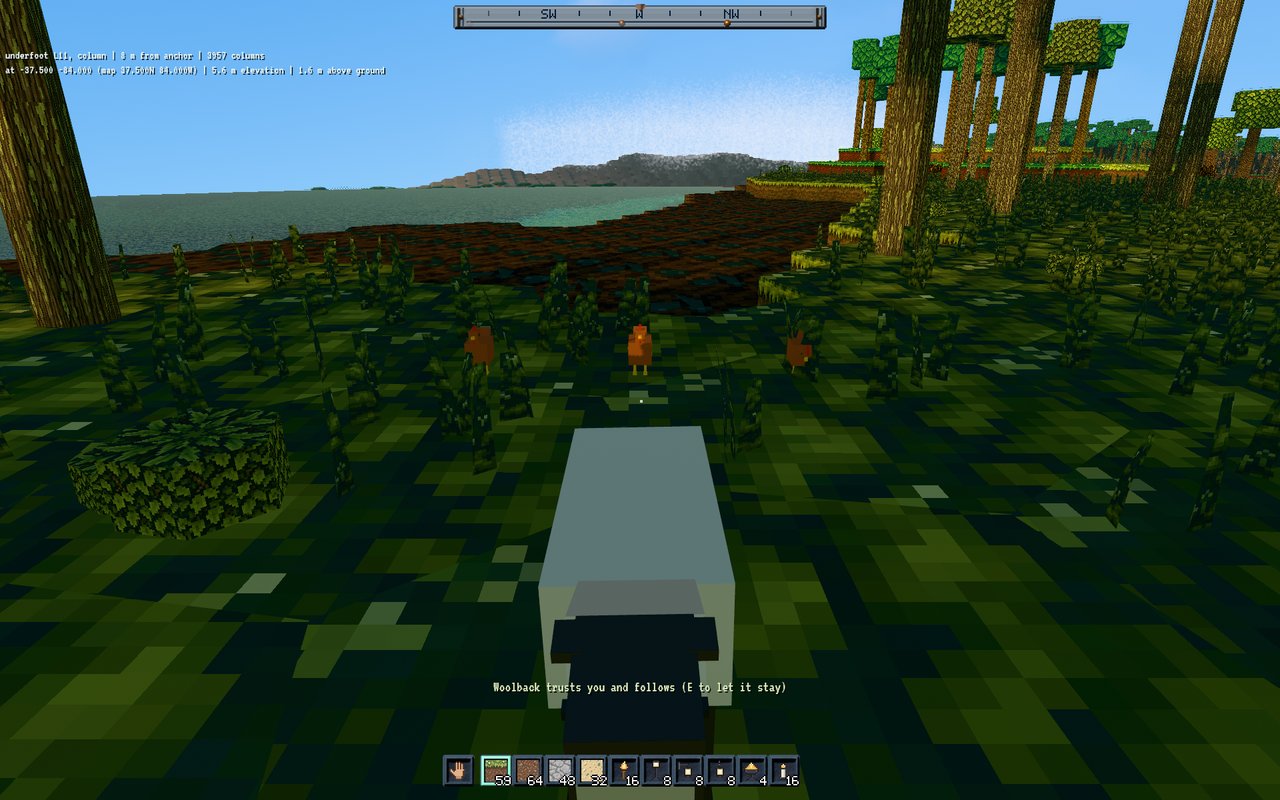 SW W NW
underfoot L11, column | 8 m from anchor | 3957 columns
at -37.500 -84.000 (map 37.500N 84.000W) | 5.6 m elevation | 1.6 m above ground
Woolback trusts you and follows (E to let it stay)
59 64 48 32 16 8 8 8 4 16